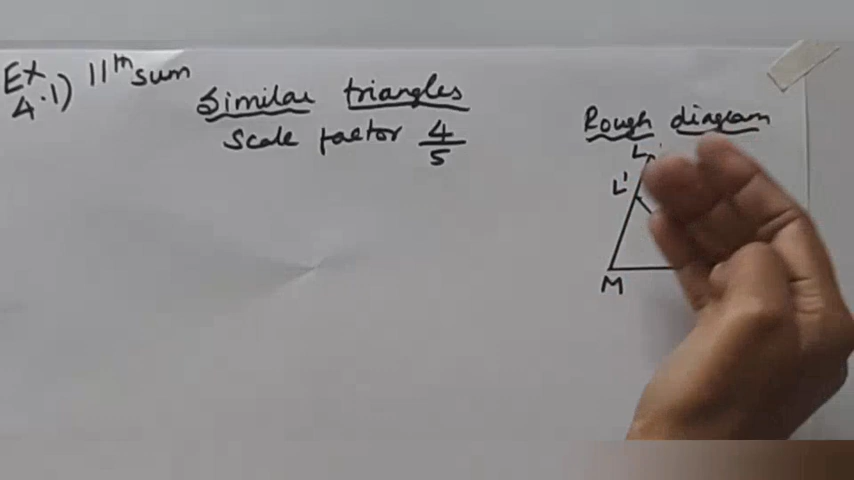 Ex 11th sum
4.1)
Similar triangles
Scale factor 4/5
Rough diagram
L
L'
M